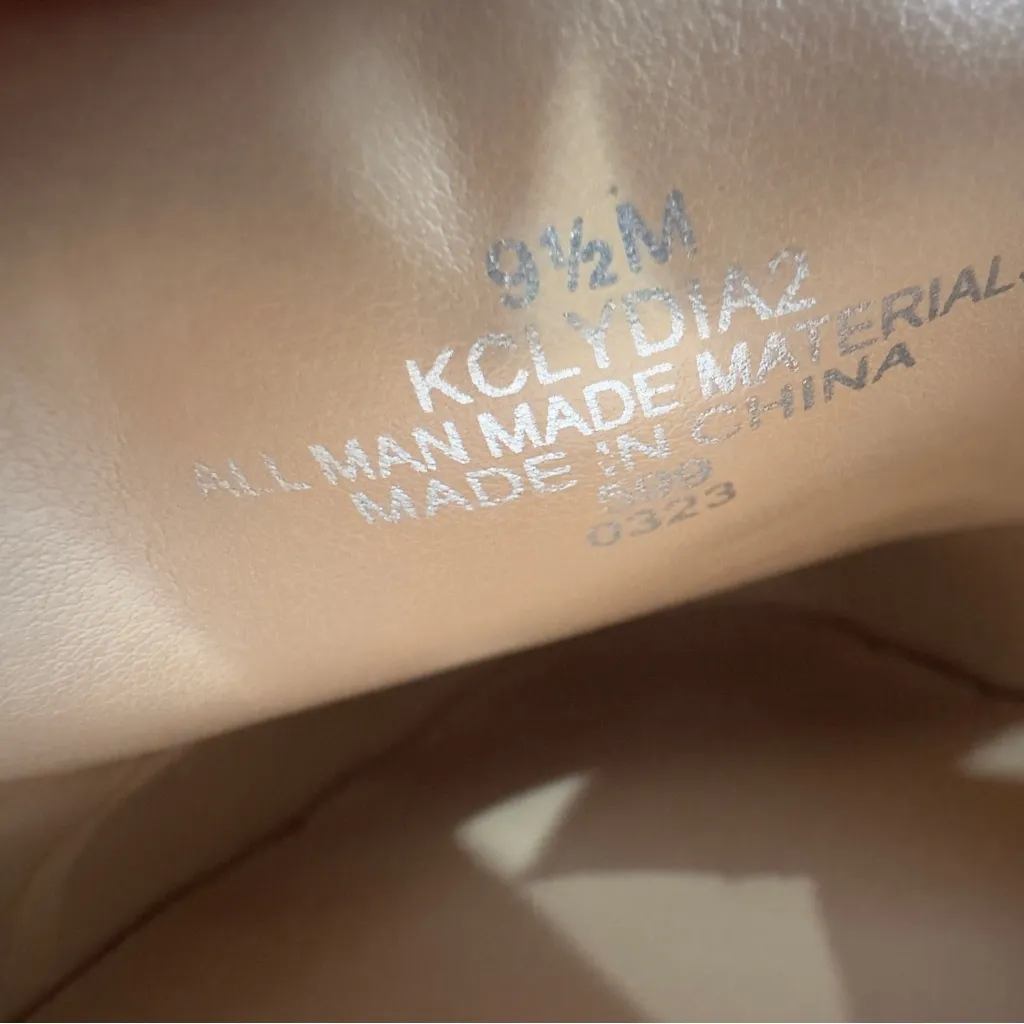 9½M
KCLYDIA2
ALL MAN MADE MATERIAL
MADE IN CHINA
0323